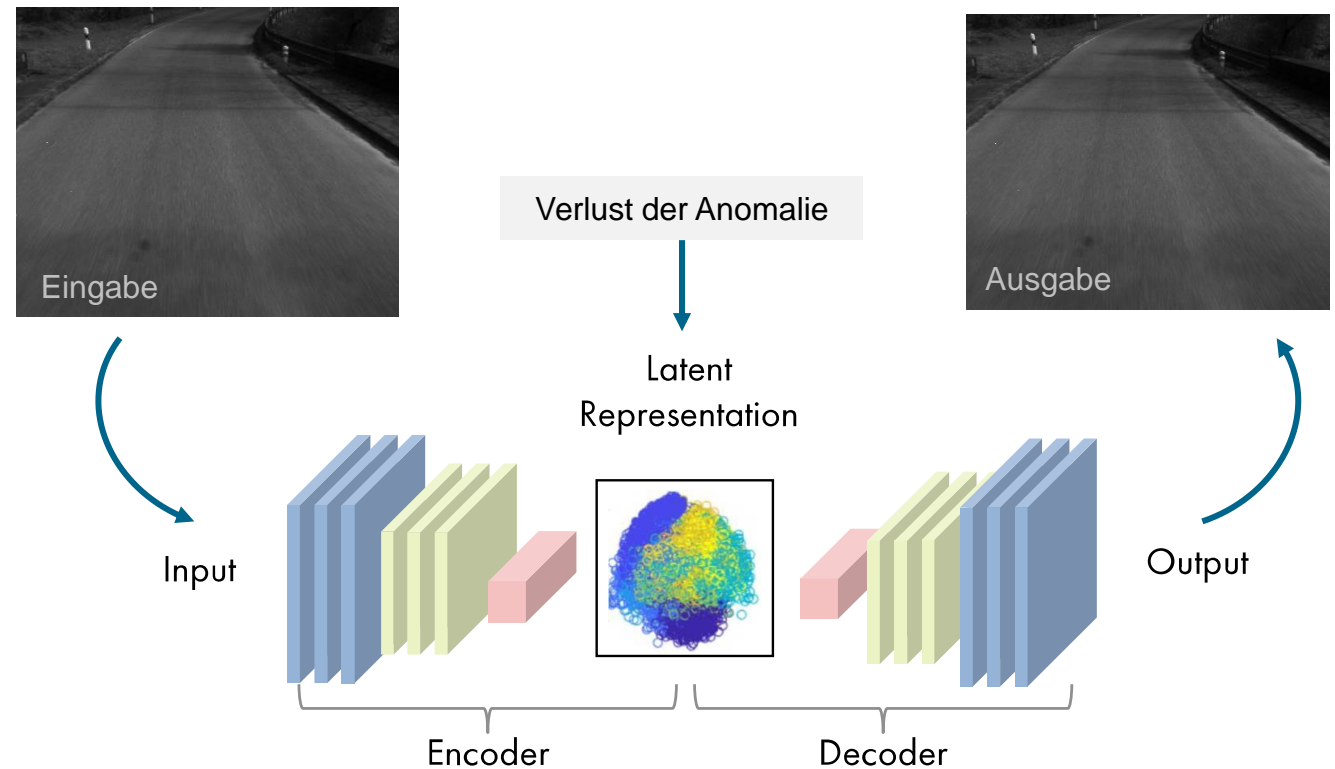 Eingabe
Ausgabe
Verlust der Anomalie
Latent
Representation
Input
Output
Encoder
Decoder